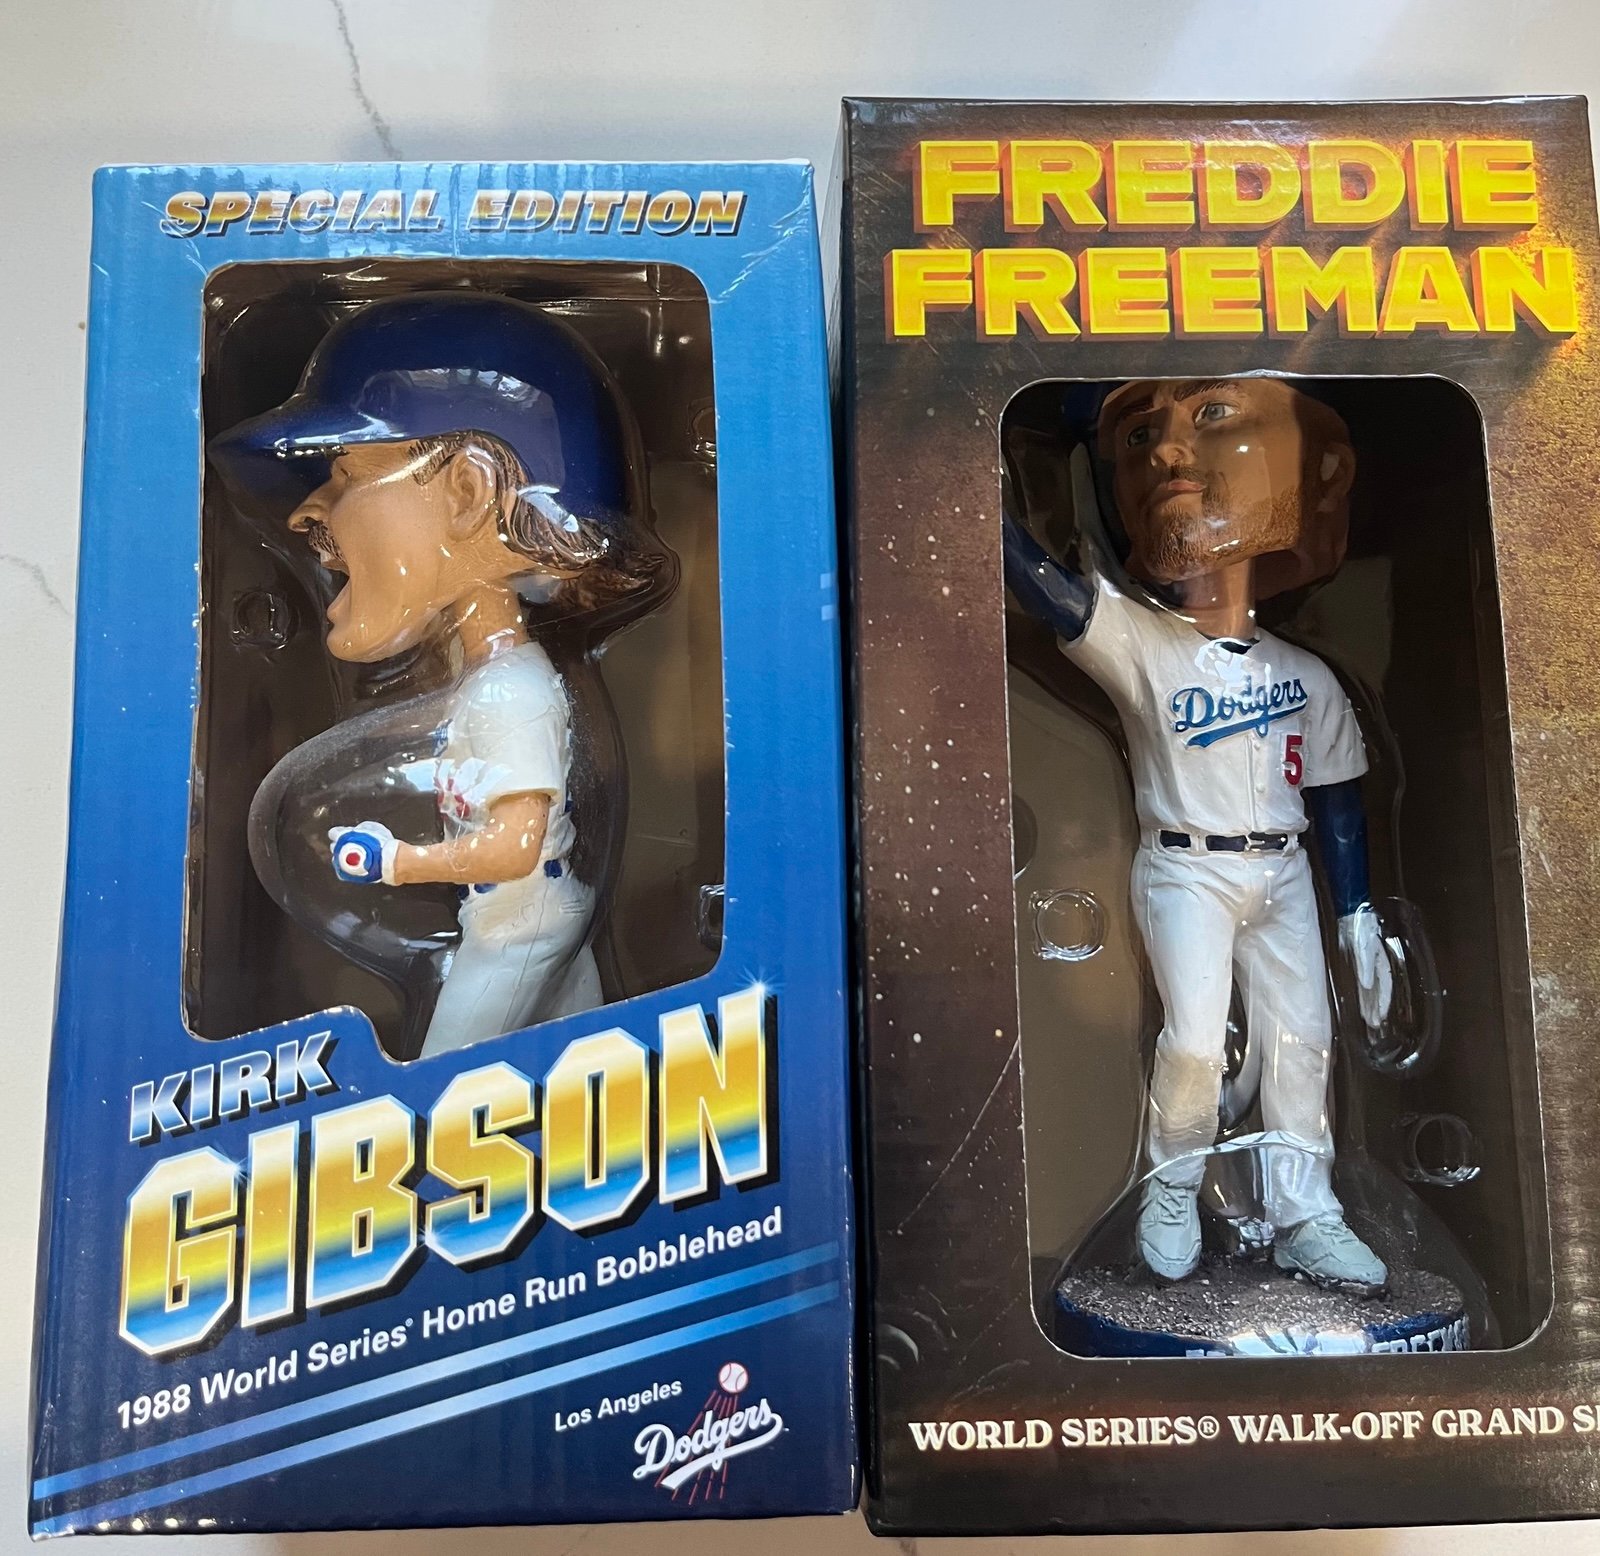 SPECIAL EDITION
KIRK
GIBSON
1988 World Series® Home Run Bobblehead
Los Angeles
Dodgers
FREDDIE
FREEMAN
Dodgers
5
WORLD SERIES® WALK-OFF GRAND